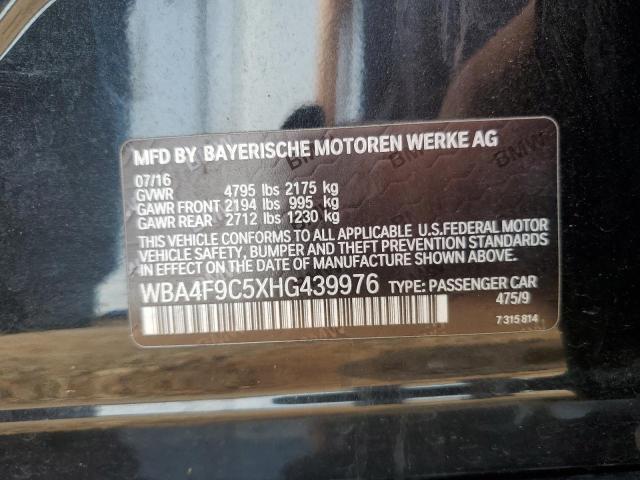 MFD BY BAYERISCHE MOTOREN WERKE AG
07/16
GVWR 4795 lbs 2175 kg
GAWR FRONT 2194 lbs 995 kg
GAWR REAR 2712 lbs 1230 kg
THIS VEHICLE CONFORMS TO ALL APPLICABLE U.S.FEDERAL MOTOR
VEHICLE SAFETY, BUMPER AND THEFT PREVENTION STANDARDS
IN EFFECT ON THE DATE OF MANUFACTURE SHOWN ABOVE.
WBA4F9C5XHG439976 TYPE: PASSENGER CAR
475/9
7 315 814